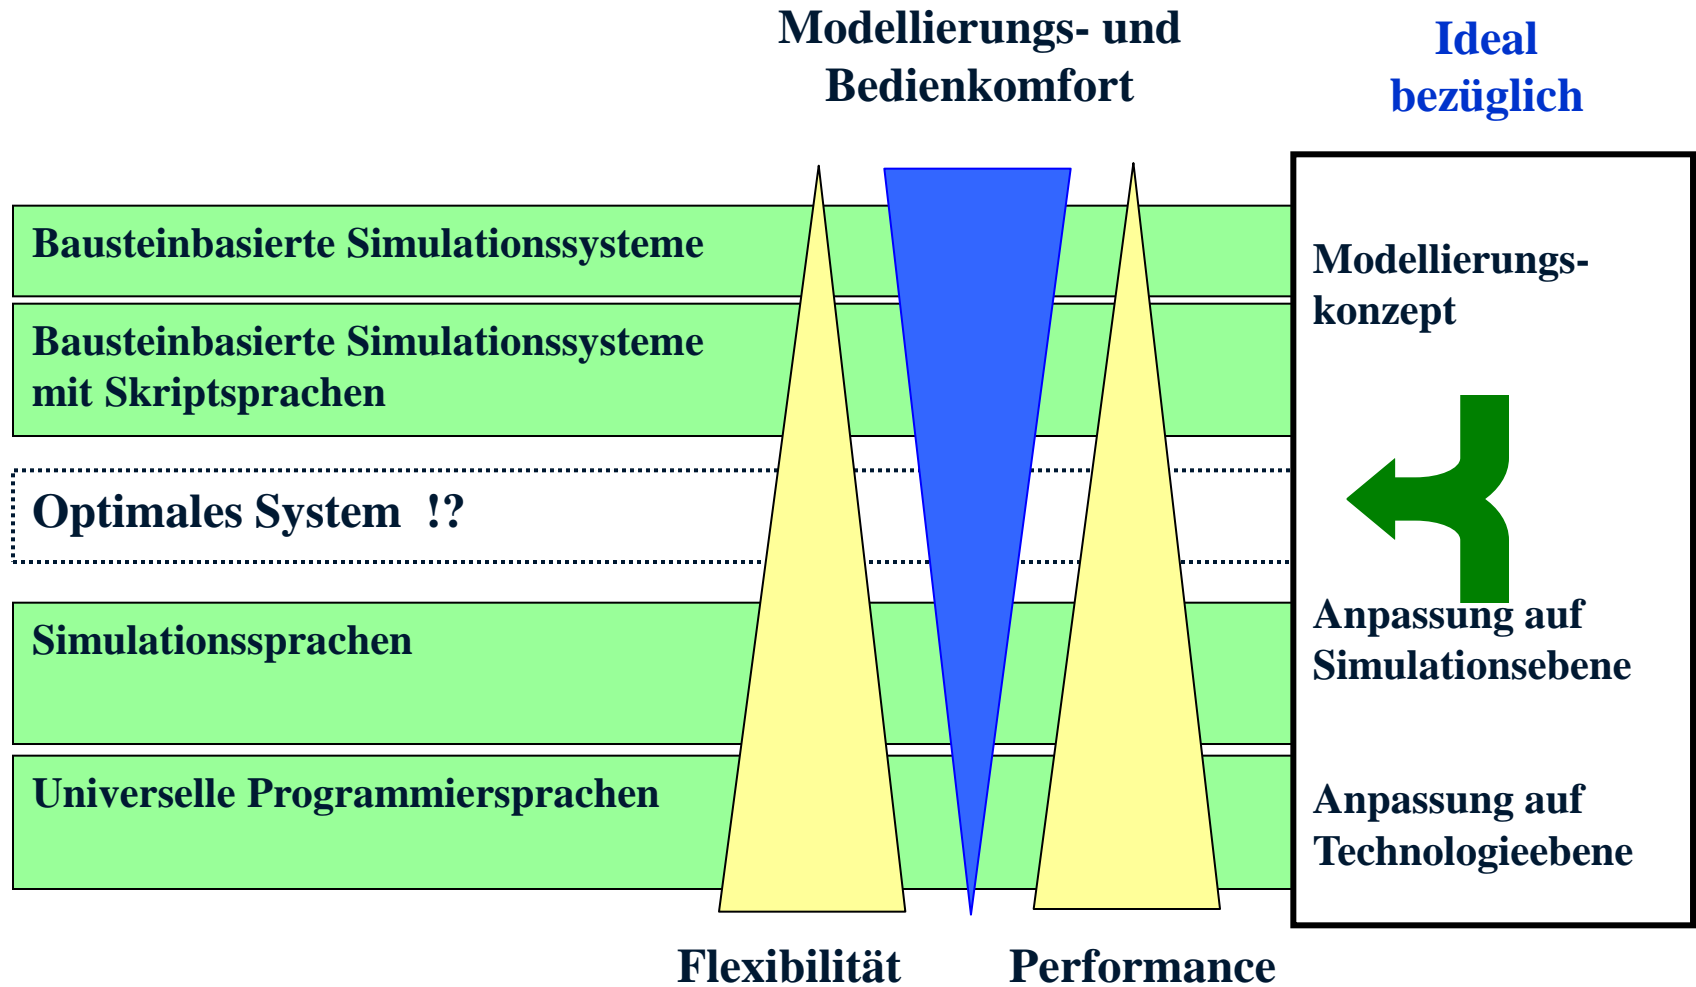 Modellierungs- und
Bedienkomfort
Ideal
bezüglich
Bausteinbasierte Simulationssysteme
Bausteinbasierte Simulationssysteme
mit Skriptsprachen
Optimales System !?
Simulationssprachen
Universelle Programmiersprachen
Modellierungs-
konzept
Anpassung auf
Simulationsebene
Anpassung auf
Technologieebene
Flexibilität
Performance